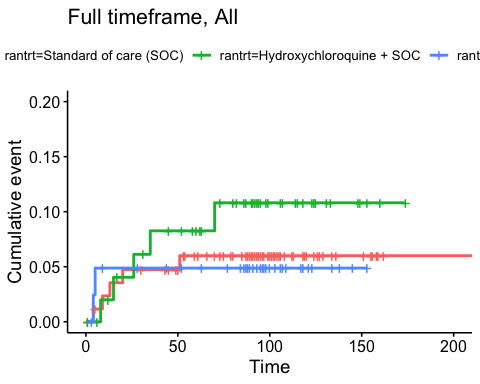 Full timeframe, All
rantrt=Standard of care (SOC) rantrt=Hydroxychloroquine + SOC rant
0.20
0.15
0.10
0.05
0.00
Cumulative event
0 50 100 150 200
Time